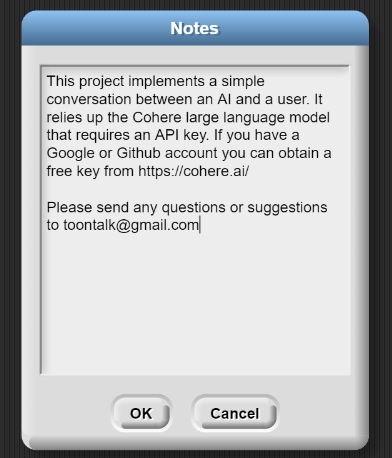 Notes
This project implements a simple
conversation between an AI and a user. It
relies up the Cohere large language model
that requires an API key. If you have a
Google or Github account you can obtain a
free key from https://cohere.ai/
Please send any questions or suggestions
to toontalk@gmail.com
OK Cancel